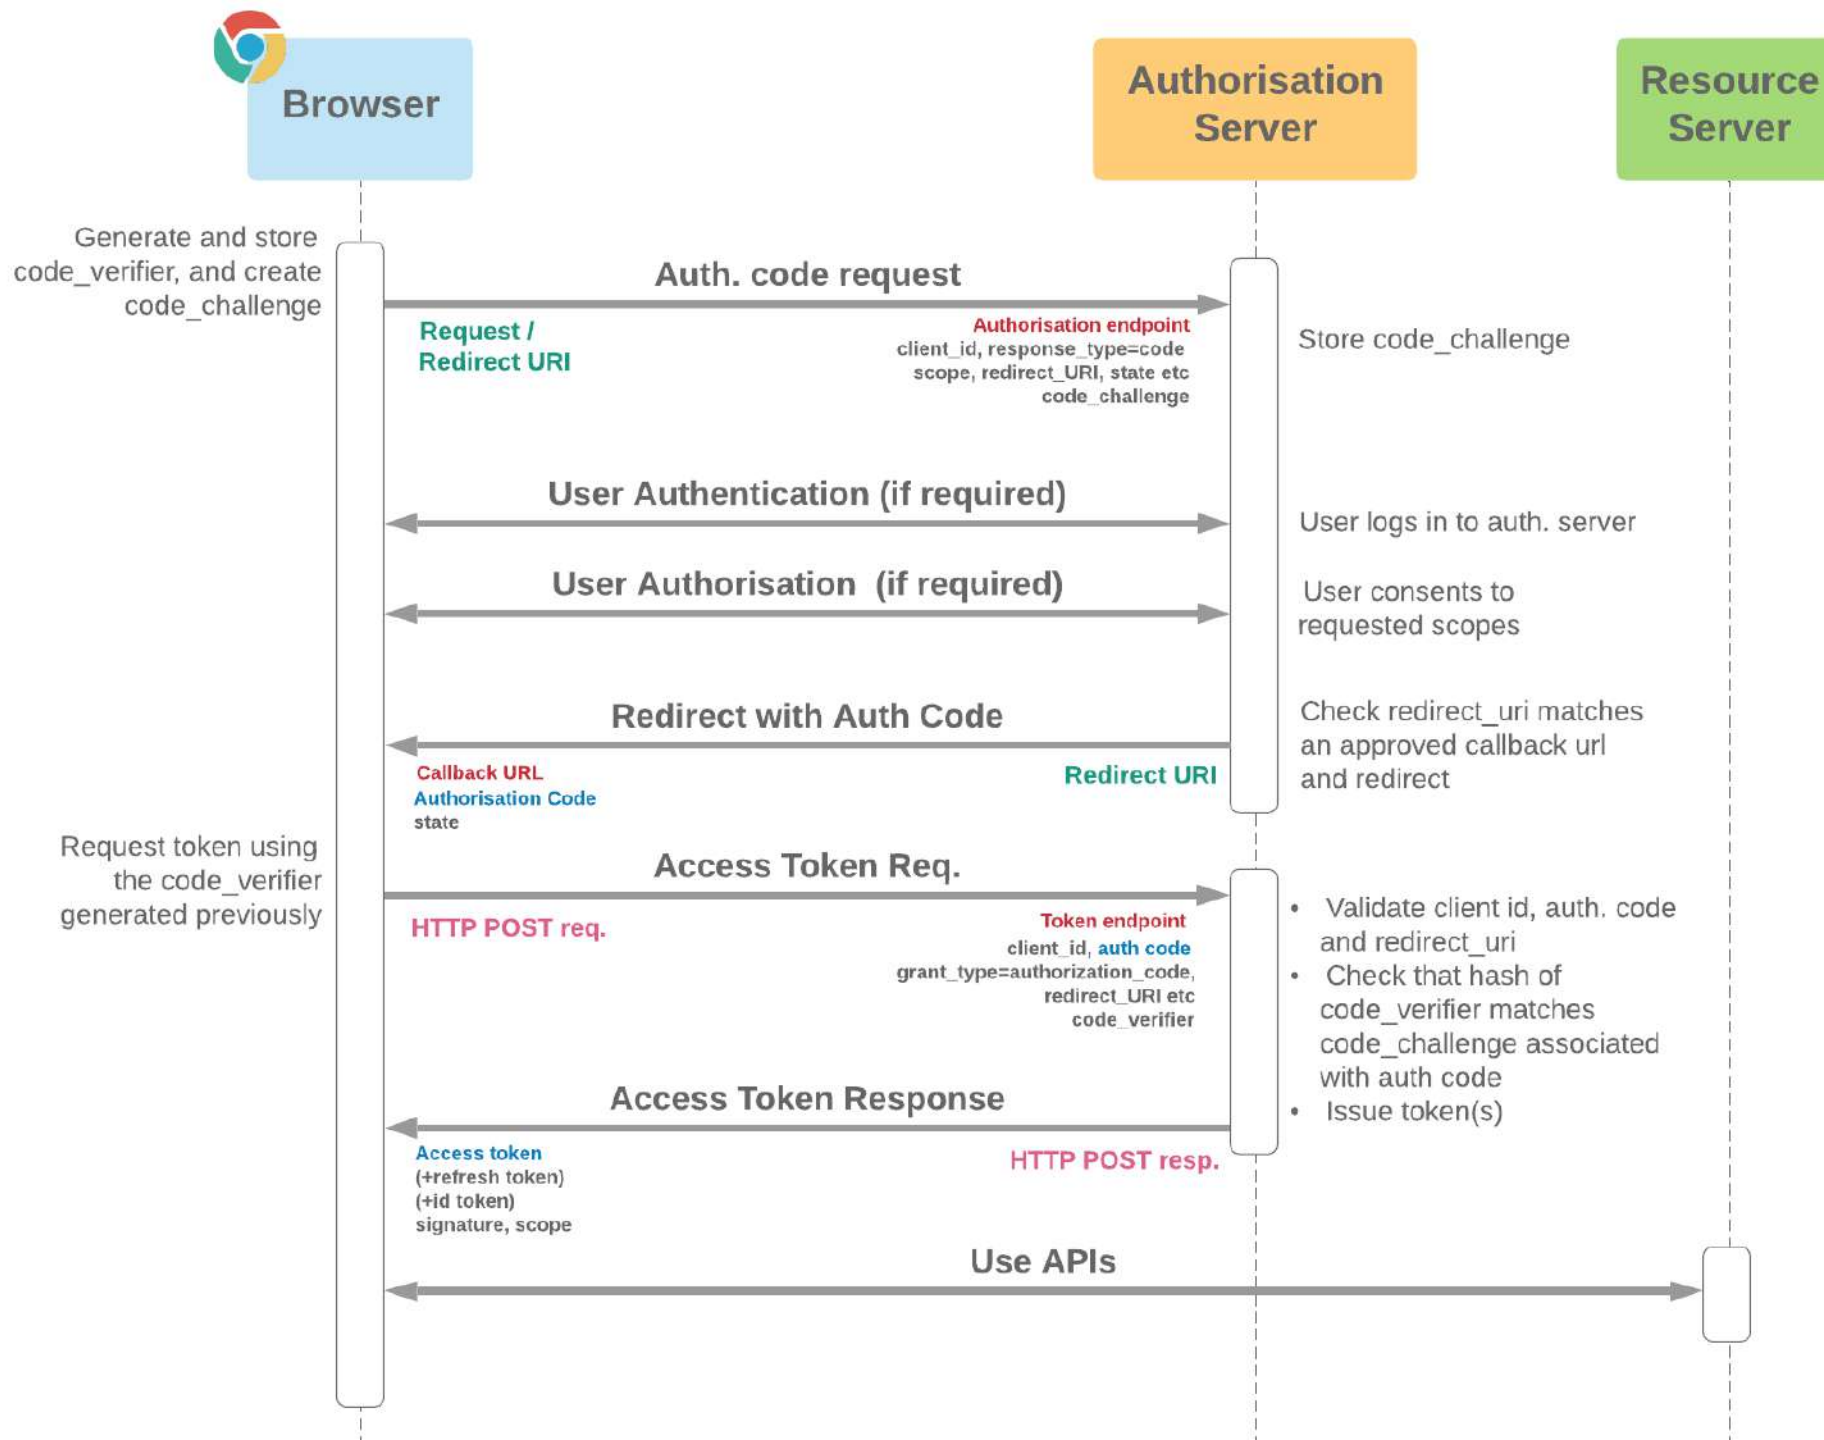 Browser
Authorisation
Server
Resource
Server
Generate and store
code_verifier, and create
code_challenge
Auth. code request
Request /
Redirect URI
Authorisation endpoint
client_id, response_type=code
scope, redirect_URI, state etc
code_challenge
Store code_challenge
User Authentication (if required)
User logs in to auth. server
User Authorisation (if required)
User consents to
requested scopes
Redirect with Auth Code
Callback URL
Authorisation Code
state
Redirect URI
Check redirect_uri matches
an approved callback url
and redirect
Request token using
the code_verifier
generated previously
Access Token Req.
HTTP POST req.
Token endpoint
client_id, auth code
grant_type=authorization_code,
redirect_URI etc
code_verifier
• Validate client id, auth. code
and redirect_uri
• Check that hash of
code_verifier matches
code_challenge associated
with auth code
• Issue token(s)
Access Token Response
Access token
(+refresh token)
(+id token)
signature, scope
HTTP POST resp.
Use APIs